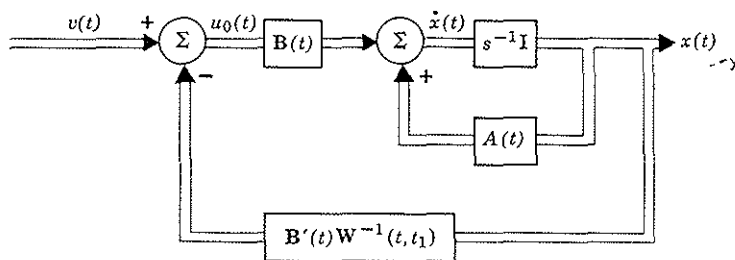 v(t) + Σ u₀(t) B(t) Σ ẋ(t) s⁻¹I x(t)
− +
A(t)
B′(t)W⁻¹(t,t₁)